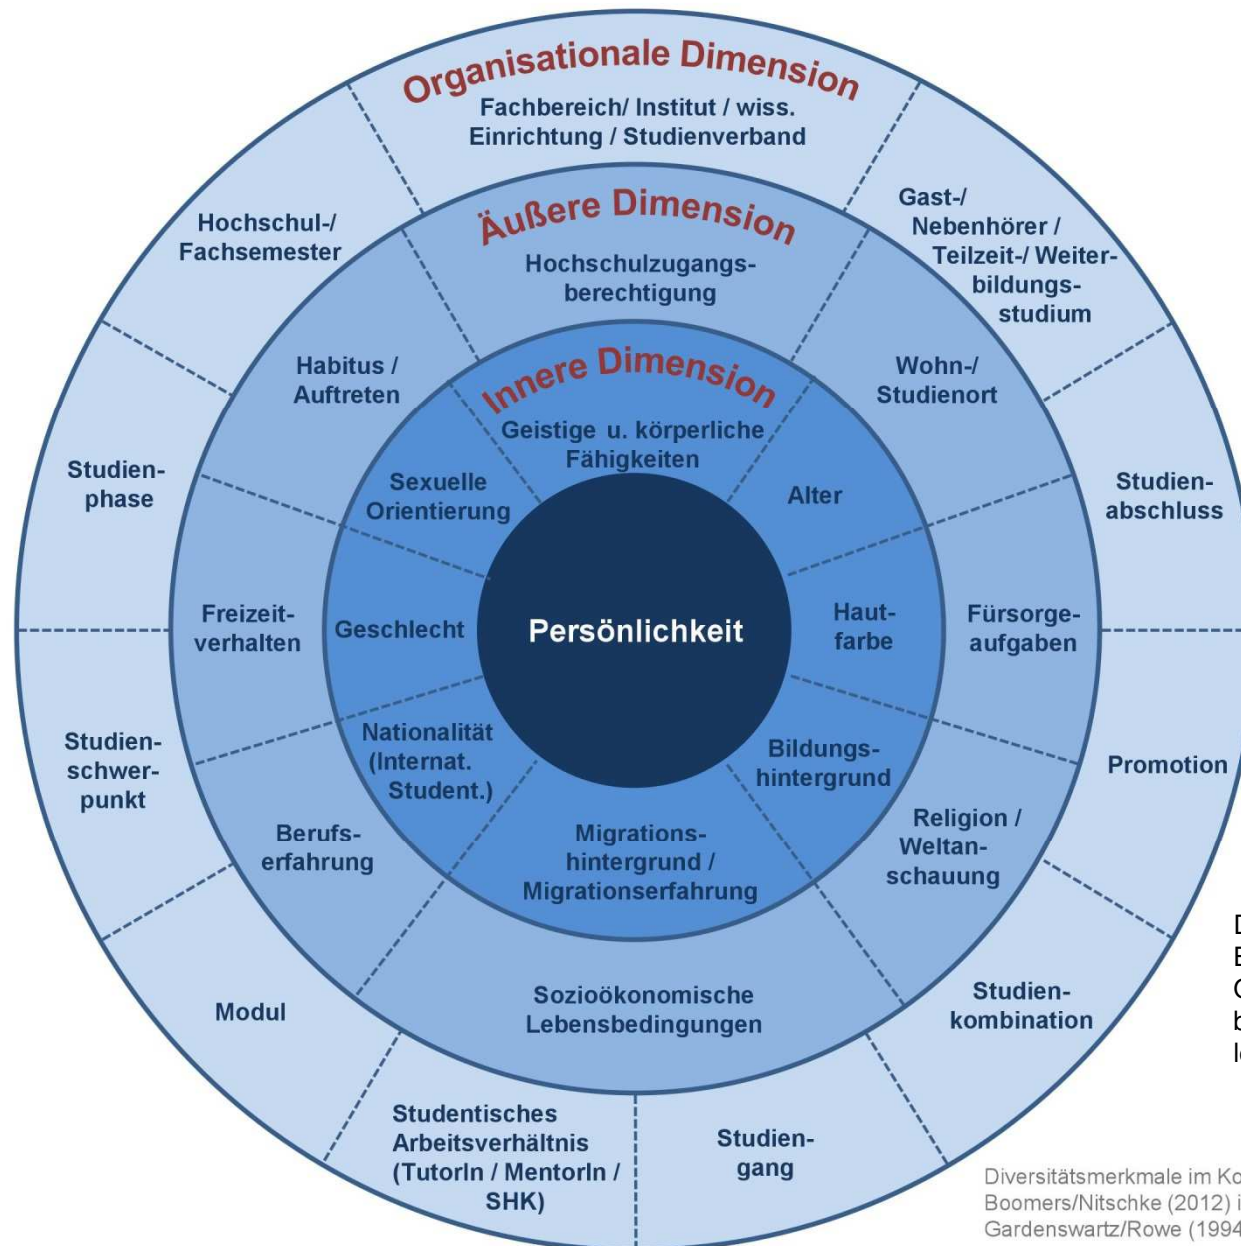 Organisationale Dimension
Fachbereich/ Institut / wiss.
Einrichtung / Studienverband
Gast-/
Nebenhörer /
Teilzeit-/ Weiter-
bildungs-
studium
Studien-
abschluss
Promotion
Studien-
kombination
Studien-
gang
Studentisches
Arbeitsverhältnis
(TutorIn / MentorIn /
SHK)
Modul
Studien-
schwer-
punkt
Studien-
phase
Hochschul-/
Fachsemester
Äußere Dimension
Hochschulzugangs-
berechtigung
Wohn-/
Studienort
Fürsorge-
aufgaben
Religion /
Weltan-
schauung
Sozioökonomische
Lebensbedingungen
Berufs-
erfahrung
Freizeit-
verhalten
Habitus /
Auftreten
Innere Dimension
Geistige u. körperliche
Fähigkeiten
Alter
Haut-
farbe
Bildungs-
hintergrund
Migrations-
hintergrund /
Migrationserfahrung
Nationalität
(Internat.
Student.)
Geschlecht
Sexuelle
Orientierung
Persönlichkeit
Diversitätsmerkmale im
Boomers/Nitschke (2012)
Gardenswartz/Rowe (1994